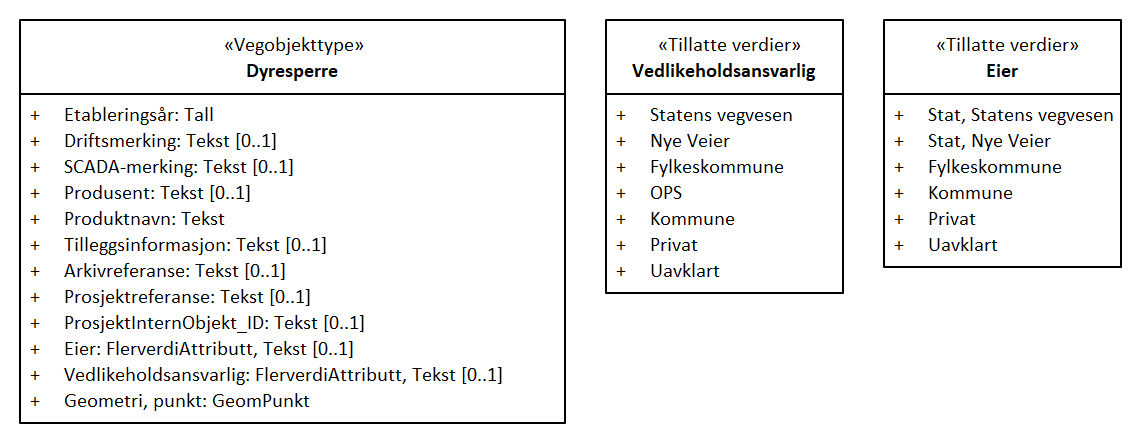 «Vegobjekttype»
Dyresperre
+ Etableringsår: Tall
+ Driftsmerking: Tekst [0..1]
+ SCADA-merking: Tekst [0..1]
+ Produsent: Tekst [0..1]
+ Produktnavn: Tekst
+ Tilleggsinformasjon: Tekst [0..1]
+ Arkivreferanse: Tekst [0..1]
+ Prosjektreferanse: Tekst [0..1]
+ ProsjektInternObjekt_ID: Tekst [0..1]
+ Eier: FlerverdiAttributt, Tekst [0..1]
+ Vedlikeholdsansvarlig: FlerverdiAttributt, Tekst [0..1]
+ Geometri, punkt: GeomPunkt
«Tillatte verdier»
Vedlikeholdsansvarlig
+ Statens vegvesen
+ Nye Veier
+ Fylkeskommune
+ OPS
+ Kommune
+ Privat
+ Uavklart
«Tillatte verdier»
Eier
+ Stat, Statens vegvesen
+ Stat, Nye Veier
+ Fylkeskommune
+ Kommune
+ Privat
+ Uavklart